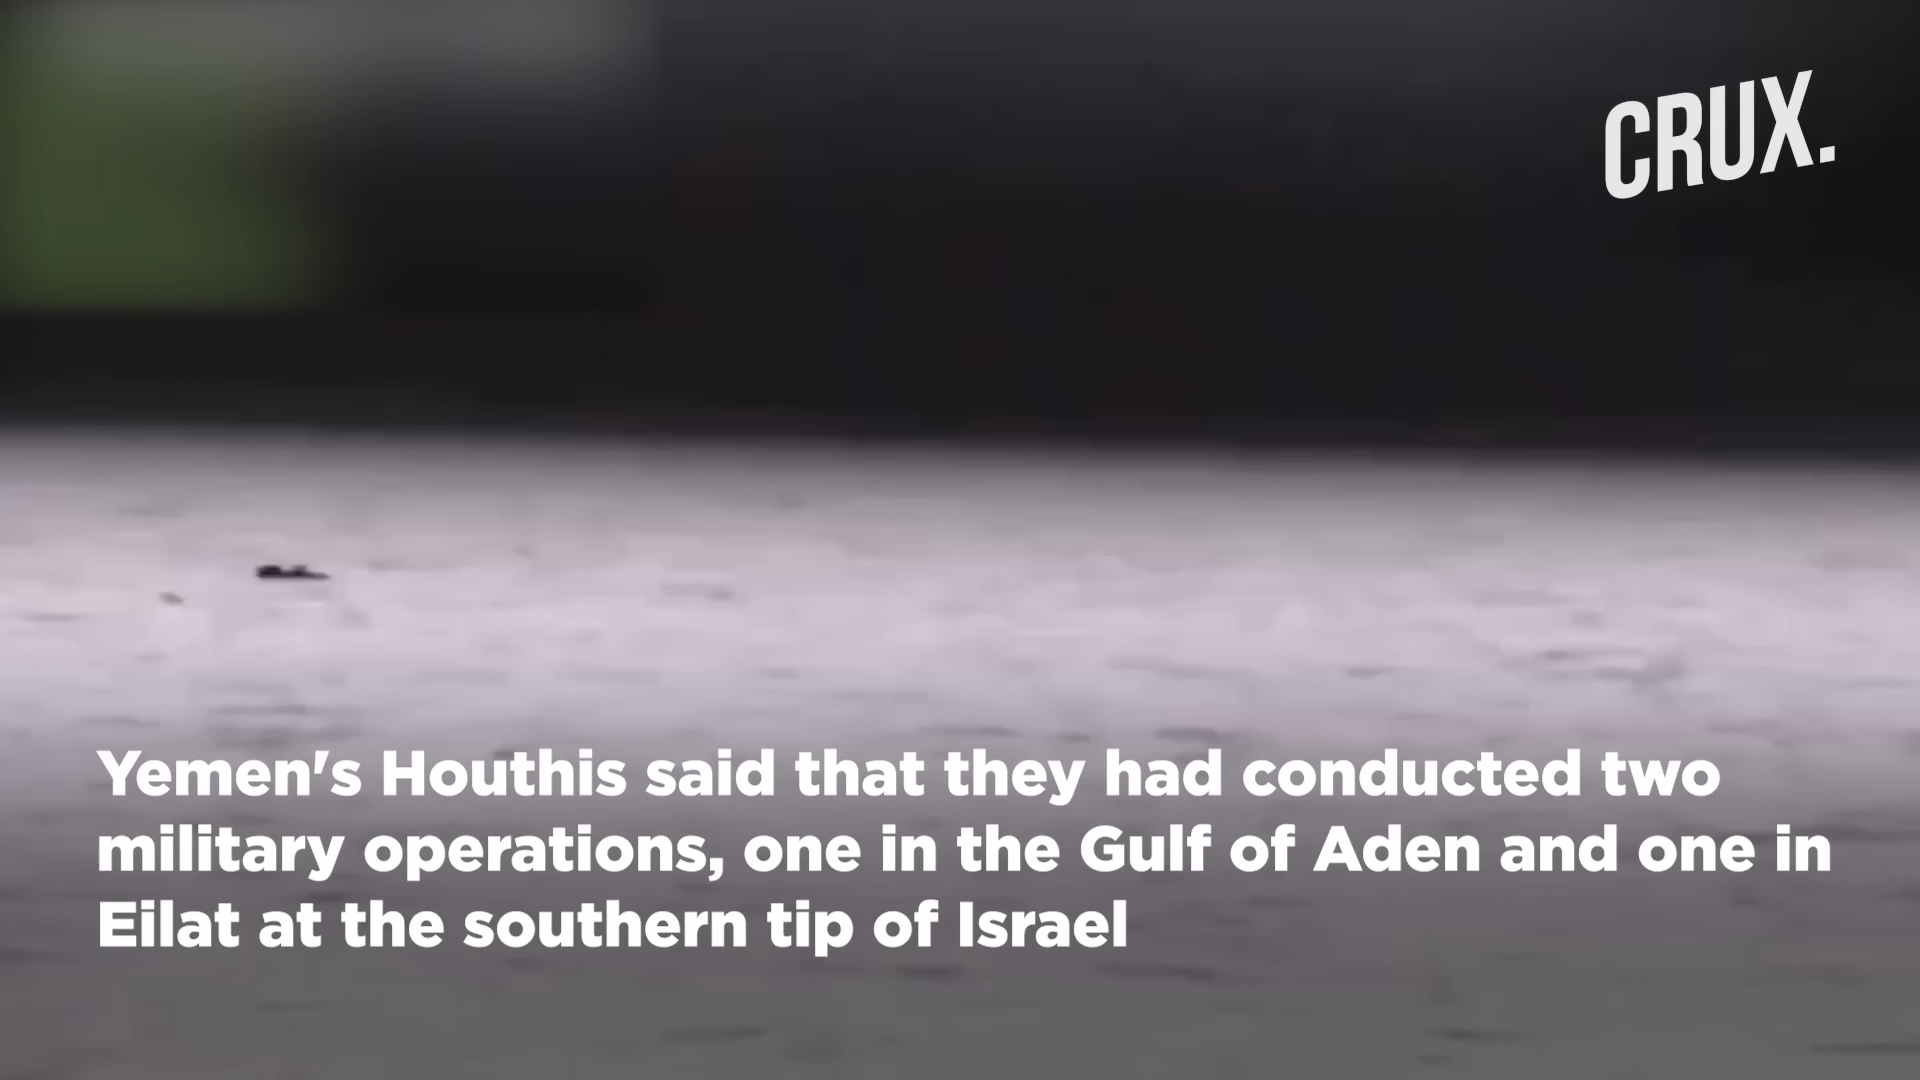 CRUX.
Yemen's Houthis said that they had conducted two
military operations, one in the Gulf of Aden and one in
Eilat at the southern tip of Israel